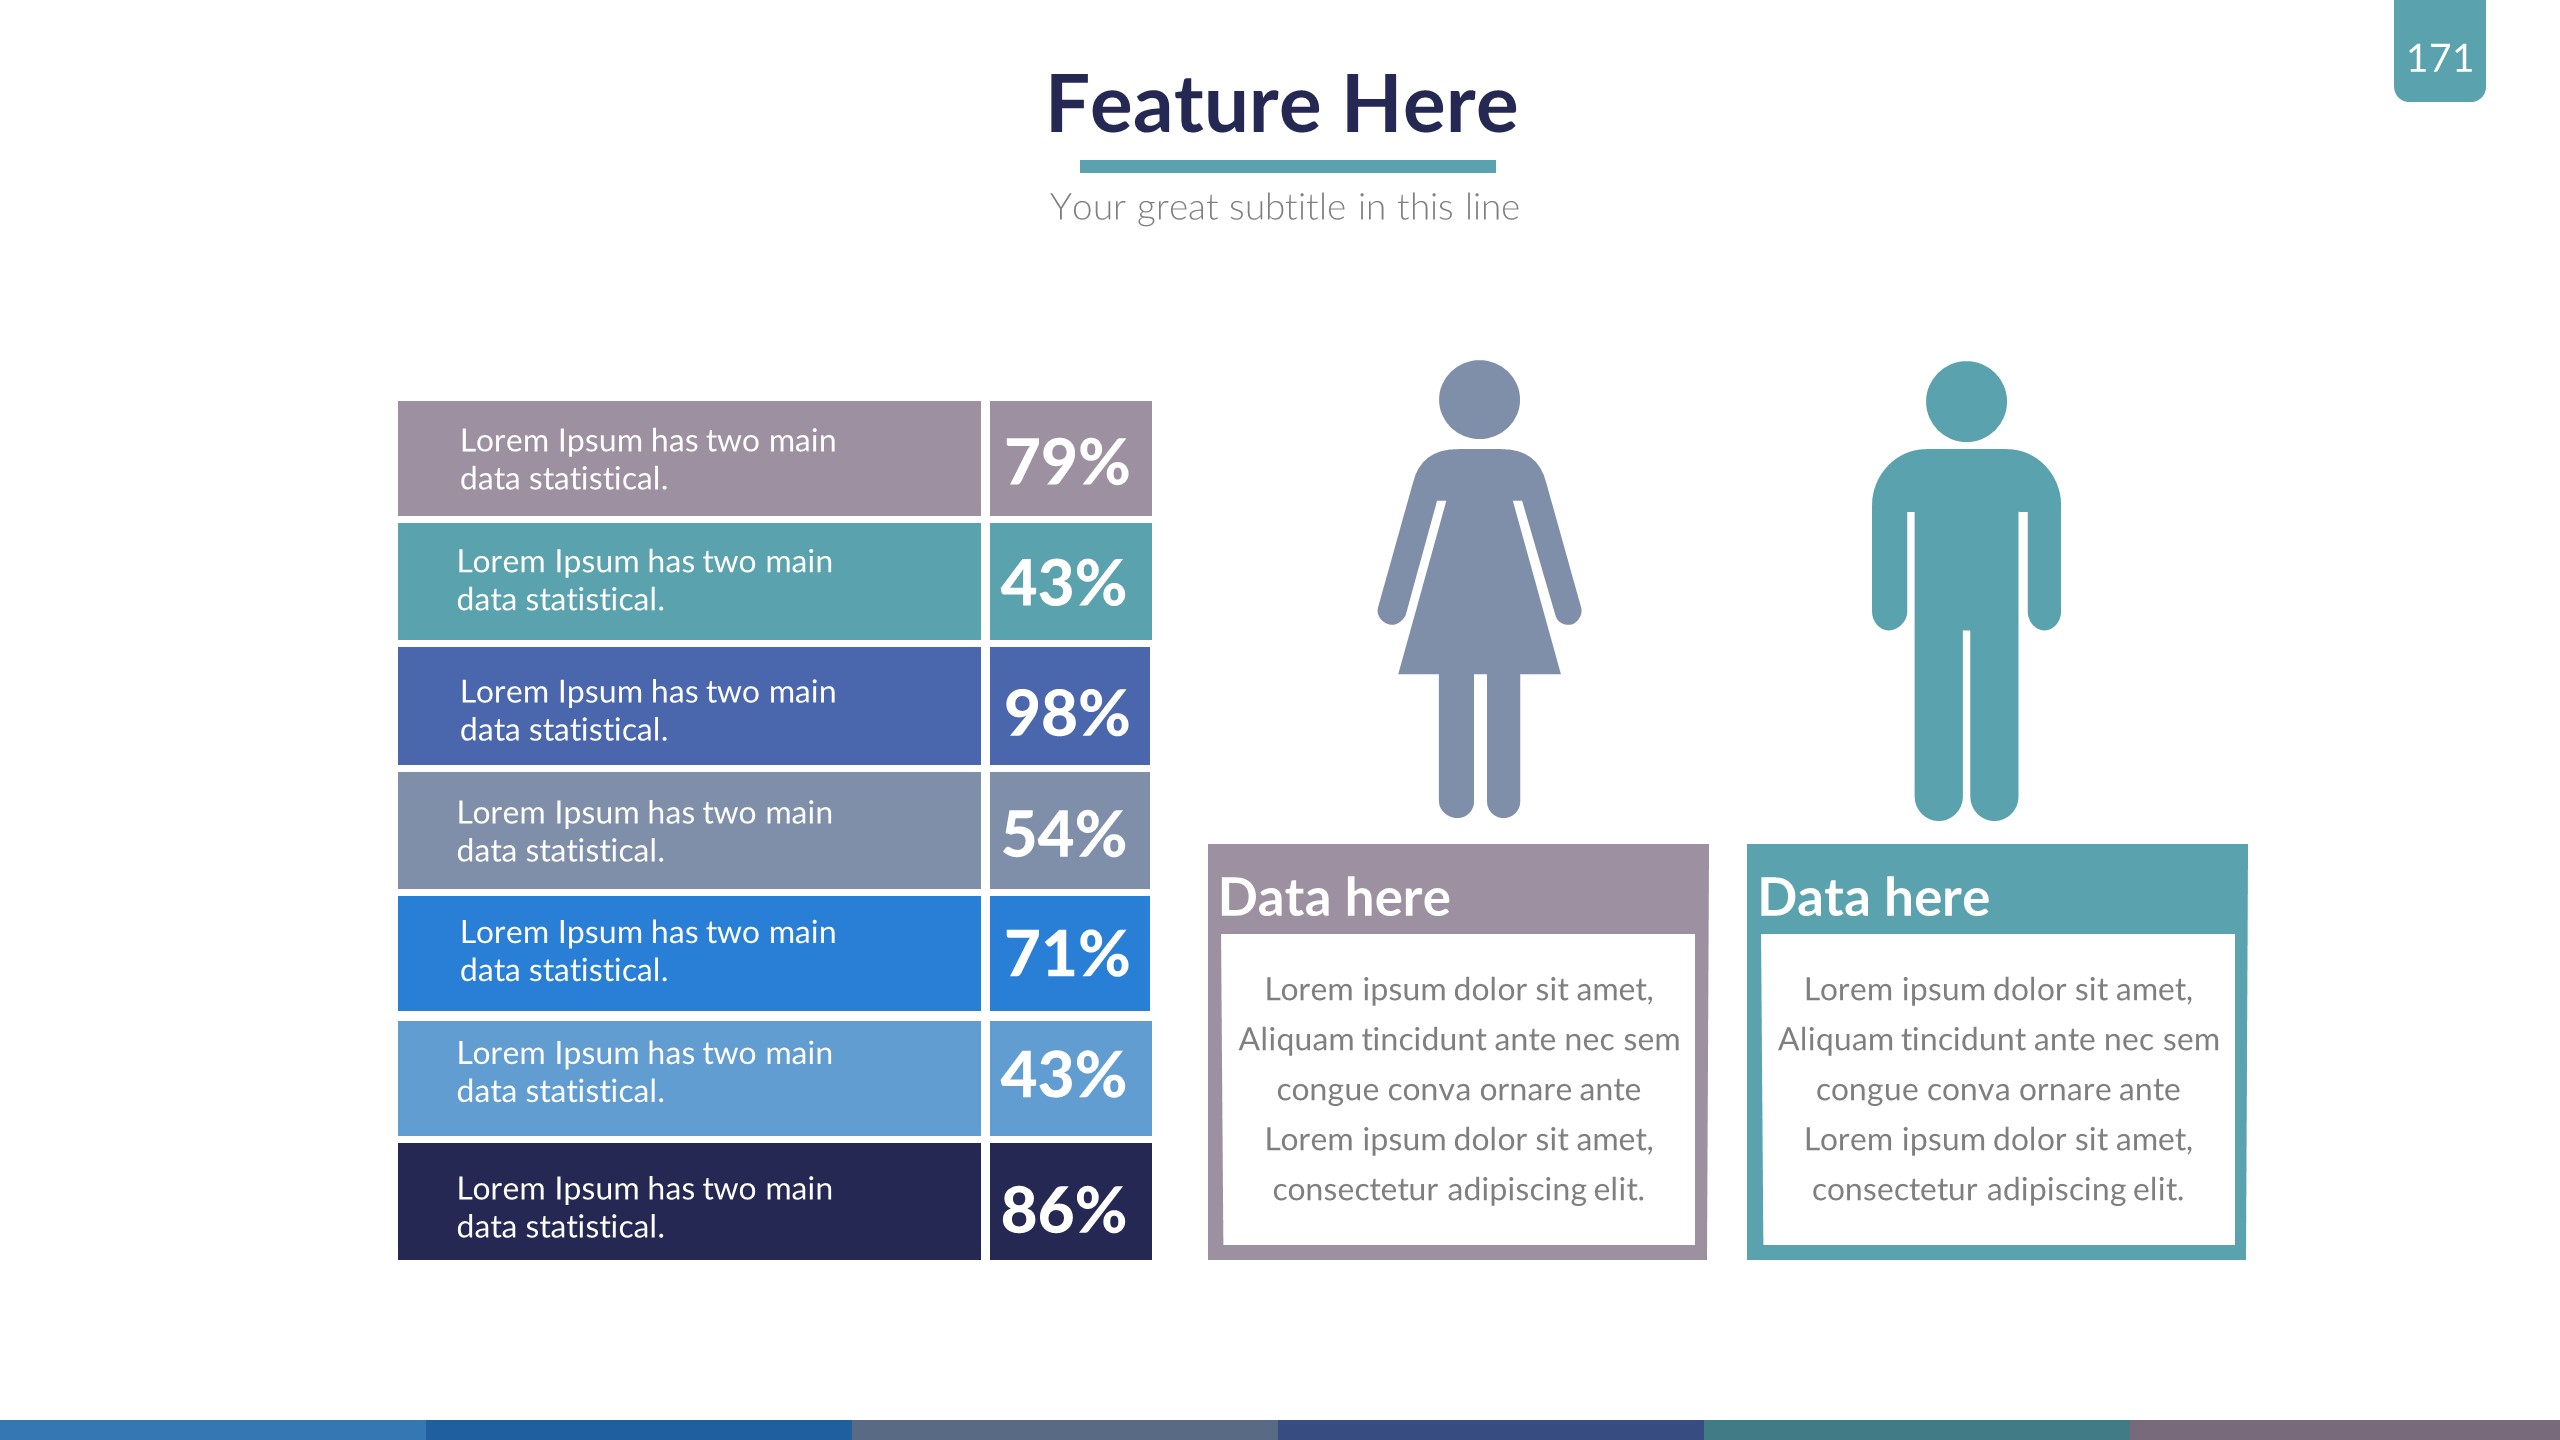 171
Feature Here
Your great subtitle in this line
Lorem Ipsum has two main
data statistical.
79%
Lorem Ipsum has two main
data statistical.
43%
Lorem Ipsum has two main
data statistical.
98%
Lorem Ipsum has two main
data statistical.
54%
Lorem Ipsum has two main
data statistical.
71%
Lorem Ipsum has two main
data statistical.
43%
Lorem Ipsum has two main
data statistical.
86%
Data here
Lorem ipsum dolor sit amet,
Aliquam tincidunt ante nec sem
congue conva ornare ante
Lorem ipsum dolor sit amet,
consectetur adipiscing elit.
Data here
Lorem ipsum dolor sit amet,
Aliquam tincidunt ante nec sem
congue conva ornare ante
Lorem ipsum dolor sit amet,
consectetur adipiscing elit.